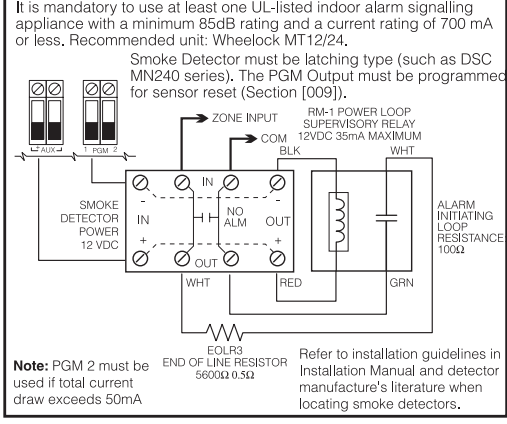 It is mandatory to use at least one UL-listed indoor alarm signalling
appliance with a minimum 85dB rating and a current rating of 700 mA
or less. Recommended unit: Wheelock MT12/24.
Smoke Detector must be latching type (such as DSC
MN240 series). The PGM Output must be programmed
for sensor reset (Section [009]).
ZONE INPUT
COM
RM-1 POWER LOOP
SUPERVISORY RELAY
12VDC 35mA MAXIMUM
BLK
WHT
- AUX +
1 PGM 2
SMOKE
DETECTOR
POWER
12 VDC
IN
-
-
IN
NO
ALM
OUT
+
+
OUT
ALARM
INITIATING
LOOP
RESISTANCE
100Ω
WHT
RED
GRN
EOLR3
END OF LINE RESISTOR
5600Ω 0.5Ω
Note: PGM 2 must be
used if total current
draw exceeds 50mA
Refer to installation guidelines in
Installation Manual and detector
manufacture's literature when
locating smoke detectors.